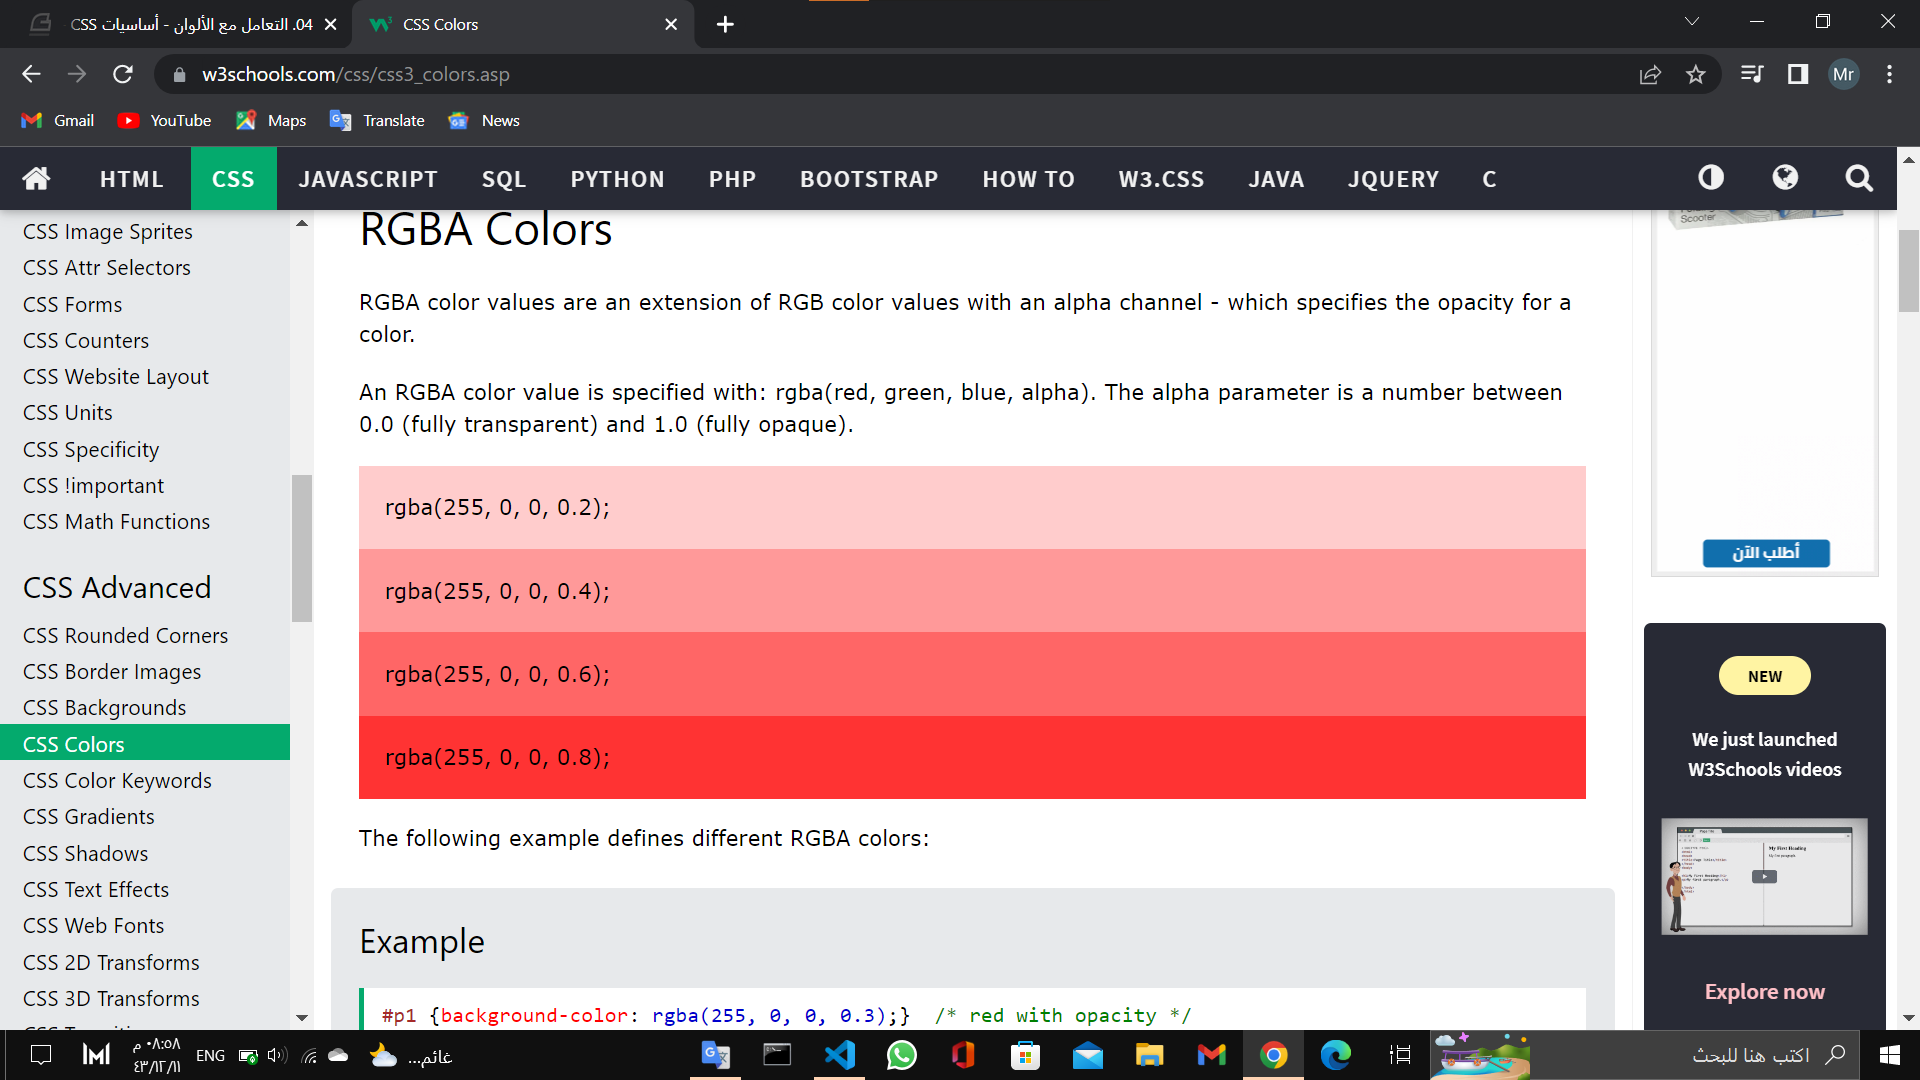 04. التعامل مع الألوان - أساسيات CSS
CSS Colors
w3schools.com/css/css3_colors.asp
Mr
Gmail
YouTube
Maps
Translate
News
HTML
CSS
JAVASCRIPT
SQL
PYTHON
PHP
BOOTSTRAP
HOW TO
W3.CSS
JAVA
JQUERY
C
CSS Image Sprites
CSS Attr Selectors
CSS Forms
CSS Counters
CSS Website Layout
CSS Units
CSS Specificity
CSS !important
CSS Math Functions
CSS Advanced
CSS Rounded Corners
CSS Border Images
CSS Backgrounds
CSS Colors
CSS Color Keywords
CSS Gradients
CSS Shadows
CSS Text Effects
CSS Web Fonts
CSS 2D Transforms
CSS 3D Transforms
RGBA Colors
RGBA color values are an extension of RGB color values with an alpha channel - which specifies the opacity for a
color.
An RGBA color value is specified with: rgba(red, green, blue, alpha). The alpha parameter is a number between
0.0 (fully transparent) and 1.0 (fully opaque).
rgba(255, 0, 0, 0.2);
rgba(255, 0, 0, 0.4);
rgba(255, 0, 0, 0.6);
rgba(255, 0, 0, 0.8);
The following example defines different RGBA colors:
Example
#p1 {background-color: rgba(255, 0, 0, 0.3);}  /* red with opacity */
Scooter
أطلب الآن
NEW
We just launched
W3Schools videos
My First Heading
Explore now
٠٨:٥٨ م
٤٣/١٢/١١
ENG
غائم...
اكتب هنا للبحث